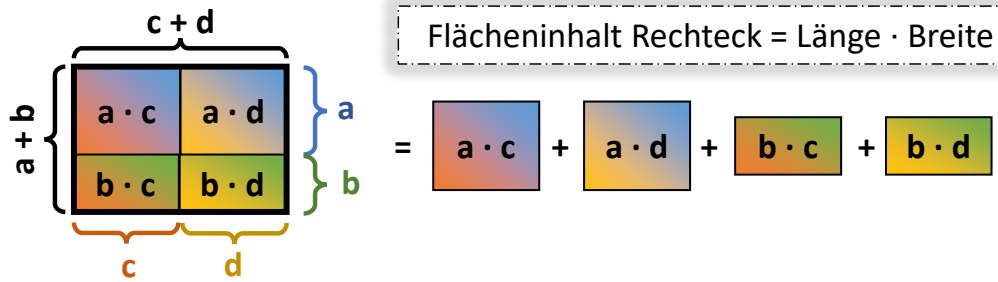 c + d
Flächeninhalt Rechteck = Länge · Breite
a + b
a · c a · d
a
b · c b · d
b
c d
= a · c + a · d + b · c + b · d